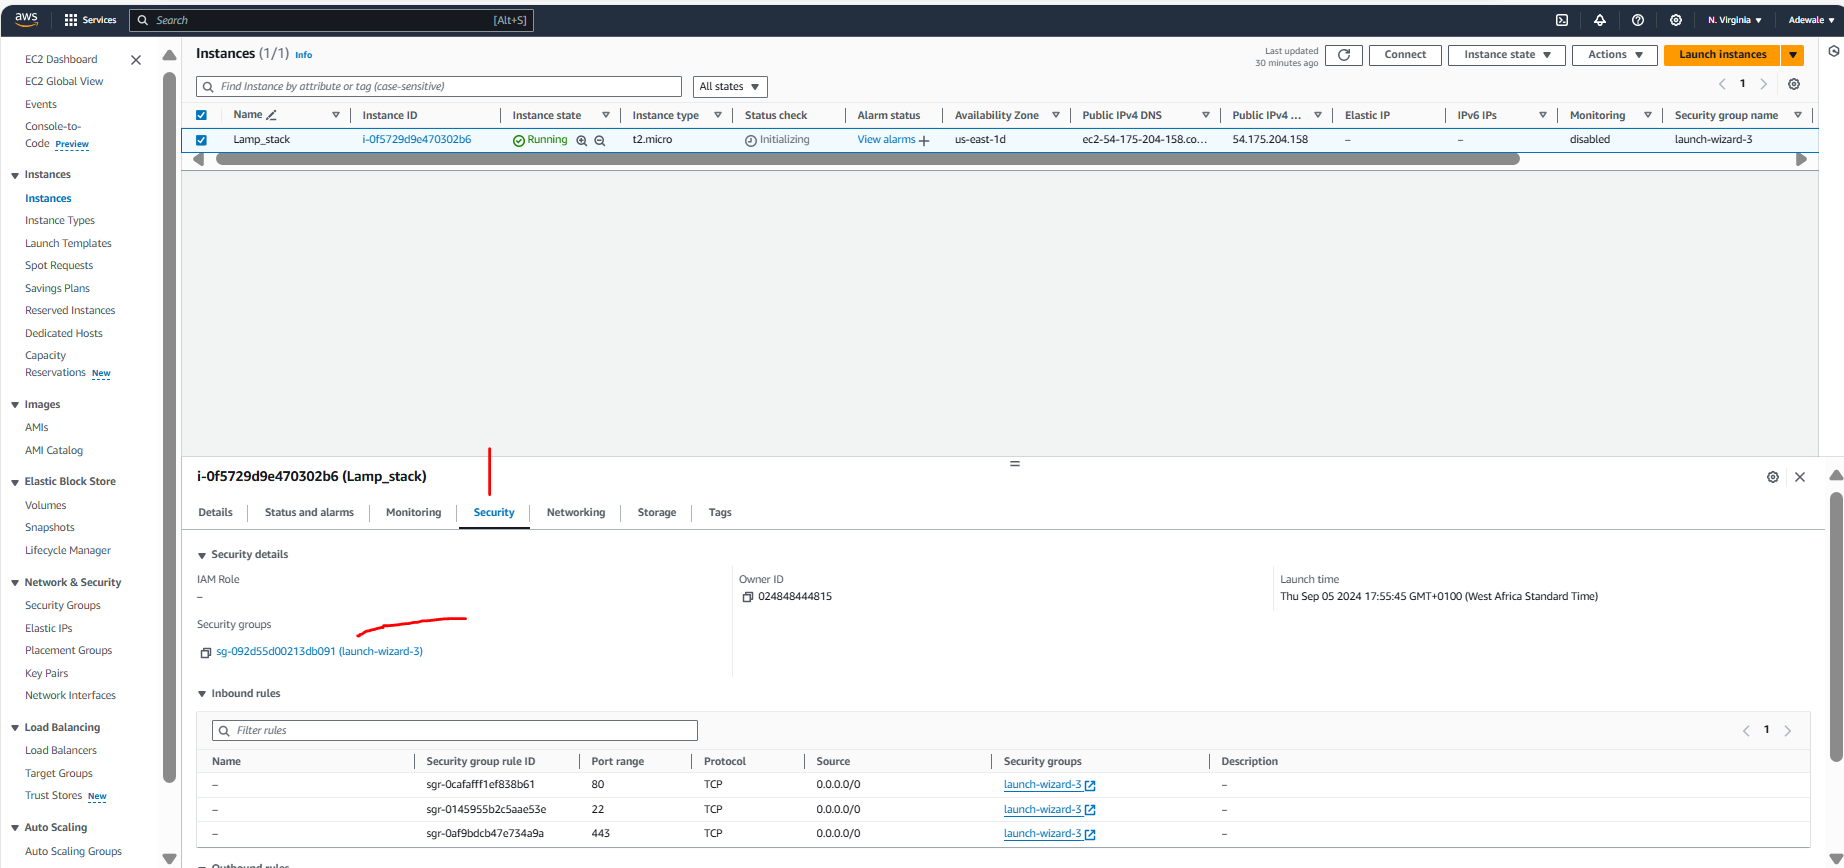 aws Services Search [Alt+S] N. Virginia Adewale
EC2 Dashboard
EC2 Global View
Events
Console-to-
Code Preview
Instances
Instances
Instance Types
Launch Templates
Spot Requests
Savings Plans
Reserved Instances
Dedicated Hosts
Capacity
Reservations New
Images
AMIs
AMI Catalog
Elastic Block Store
Volumes
Snapshots
Lifecycle Manager
Network & Security
Security Groups
Elastic IPs
Placement Groups
Key Pairs
Network Interfaces
Load Balancing
Load Balancers
Target Groups
Trust Stores New
Auto Scaling
Auto Scaling Groups
Instances (1/1) Info
Last updated
30 minutes ago
Connect Instance state Actions Launch instances
Find Instance by attribute or tag (case-sensitive) All states 1
Name Instance ID Instance state Instance type Status check Alarm status Availability Zone Public IPv4 DNS Public IPv4 ... Elastic IP IPv6 IPs Monitoring Security group name
Lamp_stack i-0f5729d9e470302b6 Running t2.micro Initializing View alarms + us-east-1d ec2-54-175-204-158.co... 54.175.204.158 – – disabled launch-wizard-3
i-0f5729d9e470302b6 (Lamp_stack)
Details Status and alarms Monitoring Security Networking Storage Tags
Security details
IAM Role Owner ID Launch time
– 024848444815 Thu Sep 05 2024 17:55:45 GMT+0100 (West Africa Standard Time)
Security groups
sg-092d55d00213db091 (launch-wizard-3)
Inbound rules
Filter rules 1
Name Security group rule ID Port range Protocol Source Security groups Description
– sgr-0cafafff1ef838b61 80 TCP 0.0.0.0/0 launch-wizard-3 –
– sgr-0145955b2c5aae53e 22 TCP 0.0.0.0/0 launch-wizard-3 –
– sgr-0af9bdcb47e734a9a 443 TCP 0.0.0.0/0 launch-wizard-3 –
Outbound rules